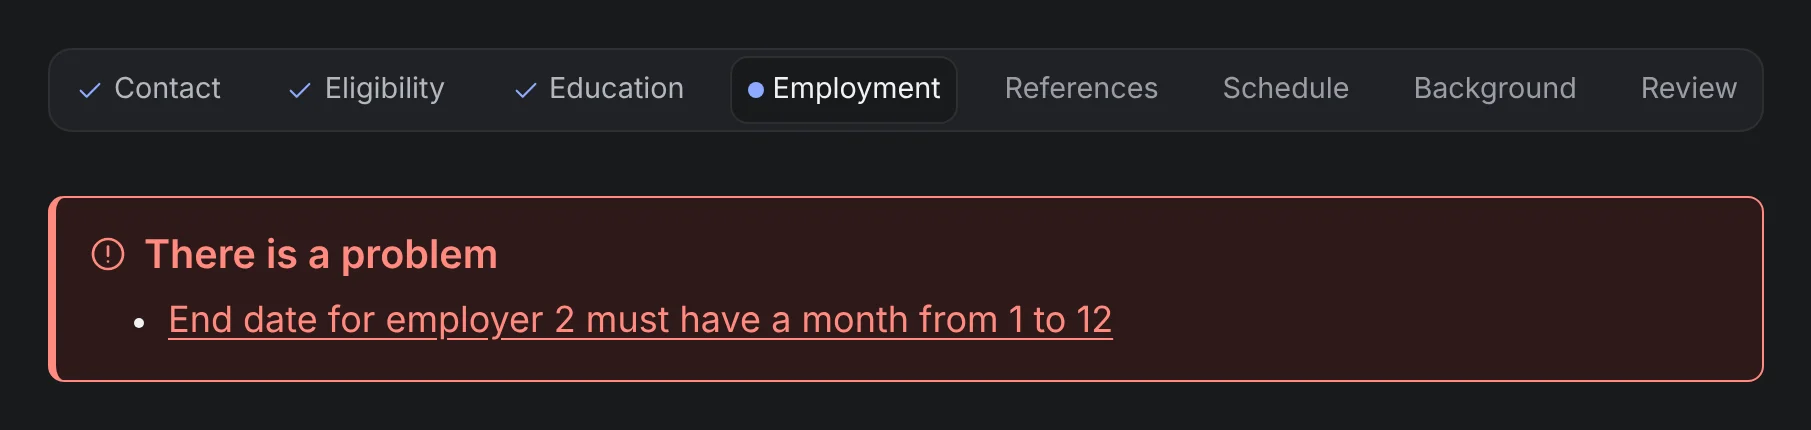 Contact Eligibility Education Employment References Schedule Background Review
There is a problem
End date for employer 2 must have a month from 1 to 12